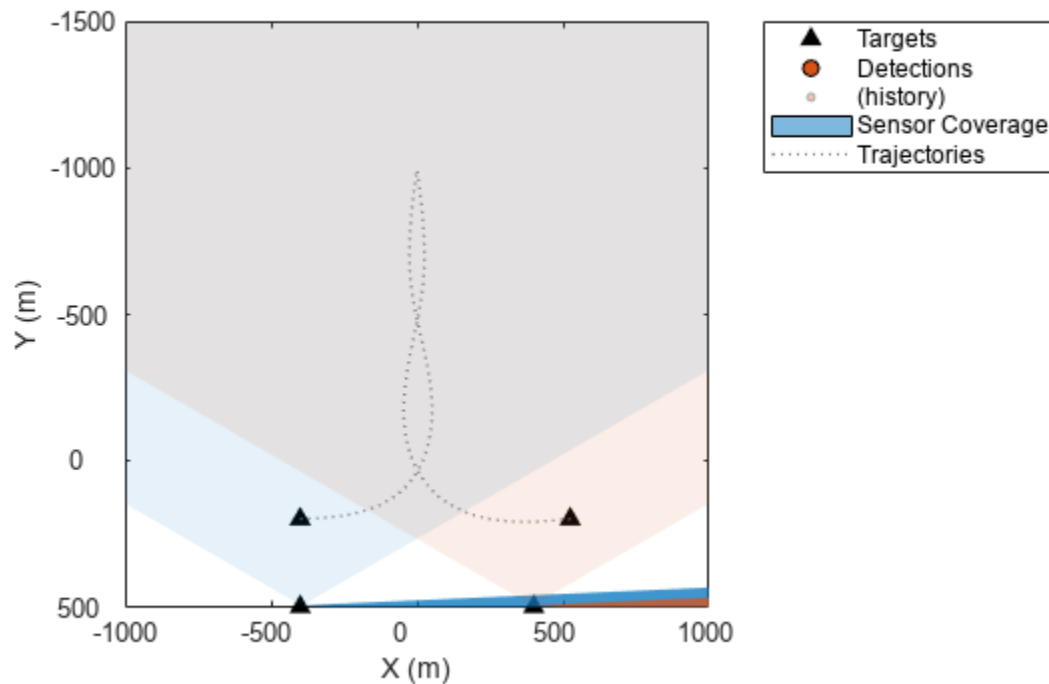 -1500
-1000
-500
0
500
Y (m)
-1000
-500
0
500
1000
X (m)
Targets
Detections
(history)
Sensor Coverage
Trajectories